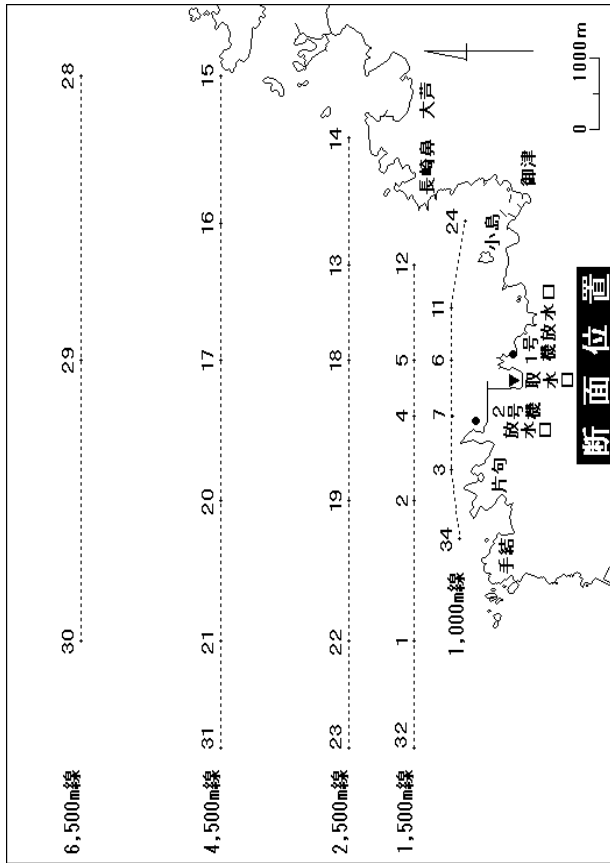 6,500m線 30 29 28
4,500m線 31 21 20 17 16 15
2,500m線 23 22 19 18 13 14
1,500m線 32 1 2 4 5 12
1,000m線 34 3 7 6 11 24
長崎鼻
大芦
手結
片句
2号機
放水口
取水口
1号
機放水口
小島
御津
0 1000m
断面位置